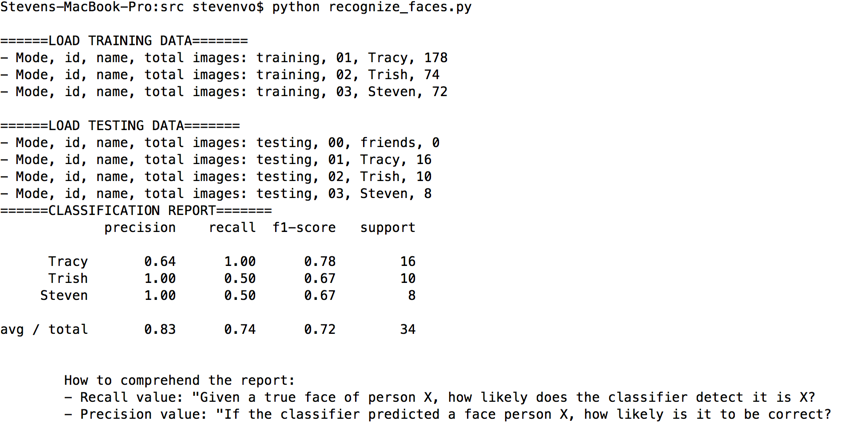 Stevens-MacBook-Pro:src stevenvo$ python recognize_faces.py
======LOAD TRAINING DATA=======
- Mode, id, name, total images: training, 01, Tracy, 178
- Mode, id, name, total images: training, 02, Trish, 74
- Mode, id, name, total images: training, 03, Steven, 72
======LOAD TESTING DATA=======
- Mode, id, name, total images: testing, 00, friends, 0
- Mode, id, name, total images: testing, 01, Tracy, 16
- Mode, id, name, total images: testing, 02, Trish, 10
- Mode, id, name, total images: testing, 03, Steven, 8
======CLASSIFICATION REPORT=======
precision recall f1-score support
Tracy 0.64 1.00 0.78 16
Trish 1.00 0.50 0.67 10
Steven 1.00 0.50 0.67 8
avg / total 0.83 0.74 0.72 34
How to comprehend the report:
- Recall value: "Given a true face of person X, how likely does the classifier detect it is X?
- Precision value: "If the classifier predicted a face person X, how likely is it to be correct?